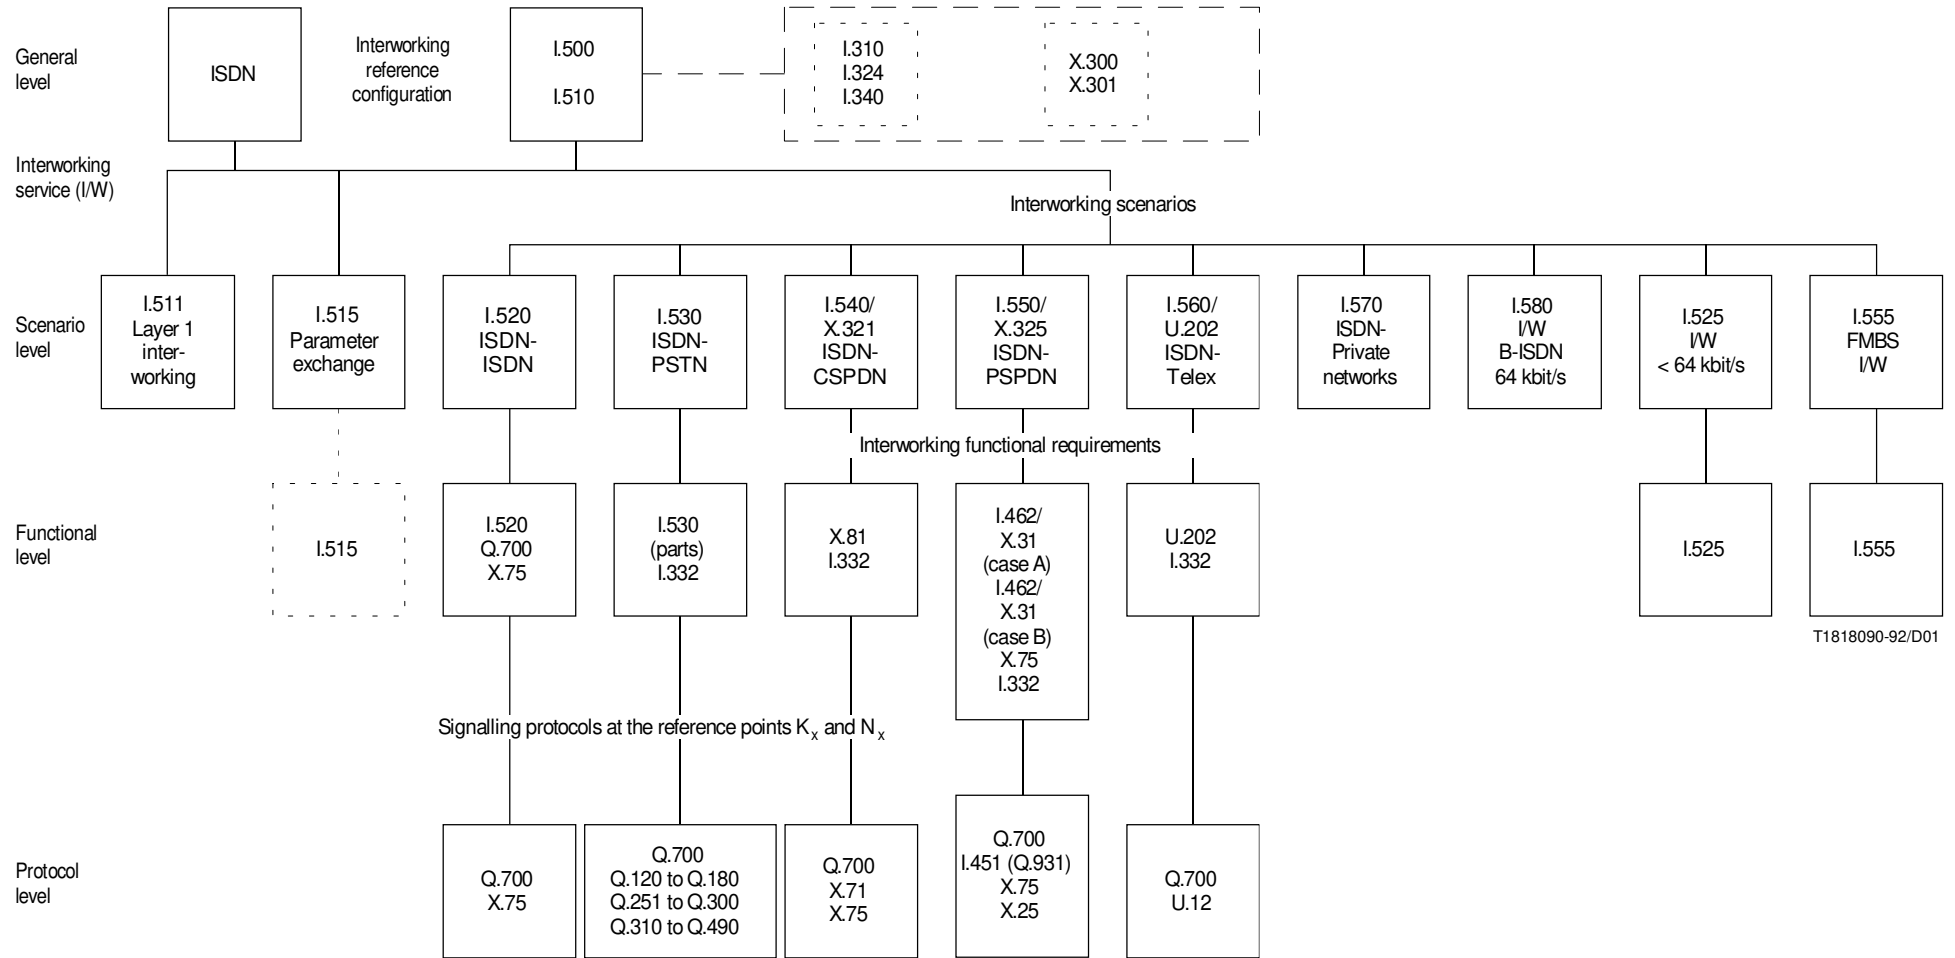 General
level
ISDN
Interworking
reference
configuration
I.500
I.510
I.310
I.324
I.340
X.300
X.301
Interworking
service (I/W)
Interworking scenarios
Scenario
level
I.511
Layer 1
inter-
working
I.515
Parameter
exchange
I.520
ISDN-
ISDN
I.530
ISDN-
PSTN
I.540/
X.321
ISDN-
CSPDN
I.550/
X.325
ISDN-
PSPDN
I.560/
U.202
ISDN-
Telex
I.570
ISDN-
Private
networks
I.580
I/W
B-ISDN
64 kbit/s
I.525
I/W
< 64 kbit/s
I.555
FMBS
I/W
Interworking functional requirements
Functional
level
I.515
I.520
Q.700
X.75
I.530
(parts)
I.332
X.81
I.332
I.462/
X.31
(case A)
I.462/
X.31
(case B)
X.75
I.332
U.202
I.332
I.525
I.555
T1818090-92/D01
Signalling protocols at the reference points Kx and Nx
Protocol
level
Q.700
X.75
Q.700
Q.120 to Q.180
Q.251 to Q.300
Q.310 to Q.490
Q.700
X.71
X.75
Q.700
I.451 (Q.931)
X.75
X.25
Q.700
U.12